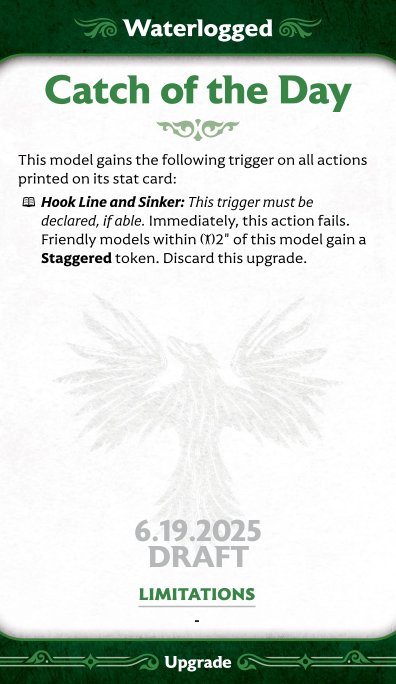 Waterlogged
Catch of the Day
This model gains the following trigger on all actions
printed on its stat card:
Hook Line and Sinker: This trigger must be
declared, if able. Immediately, this action fails.
Friendly models within 2" of this model gain a
Staggered token. Discard this upgrade.
6.19.2025
DRAFT
LIMITATIONS
-
Upgrade